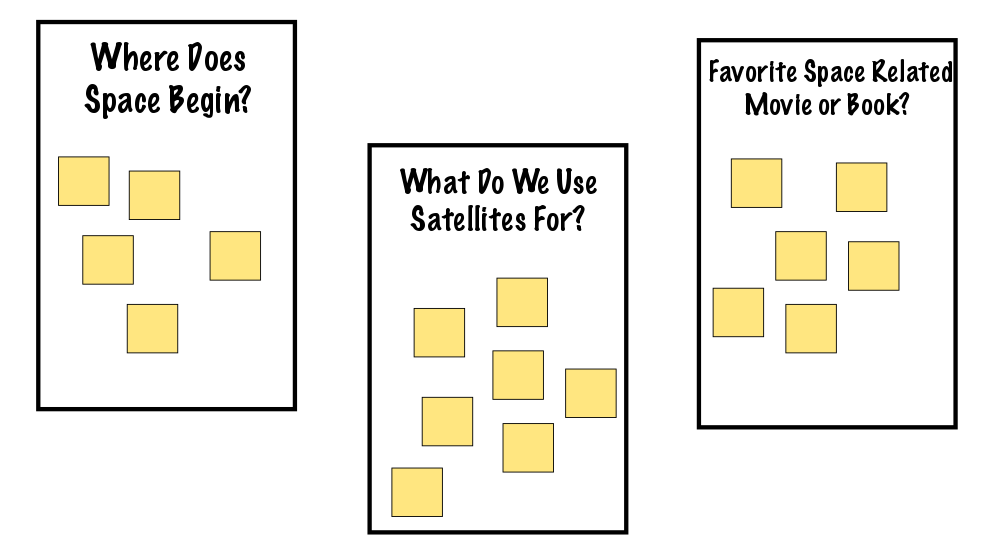 Where Does
Space Begin?
What Do We Use
Satellites For?
Favorite Space Related
Movie or Book?